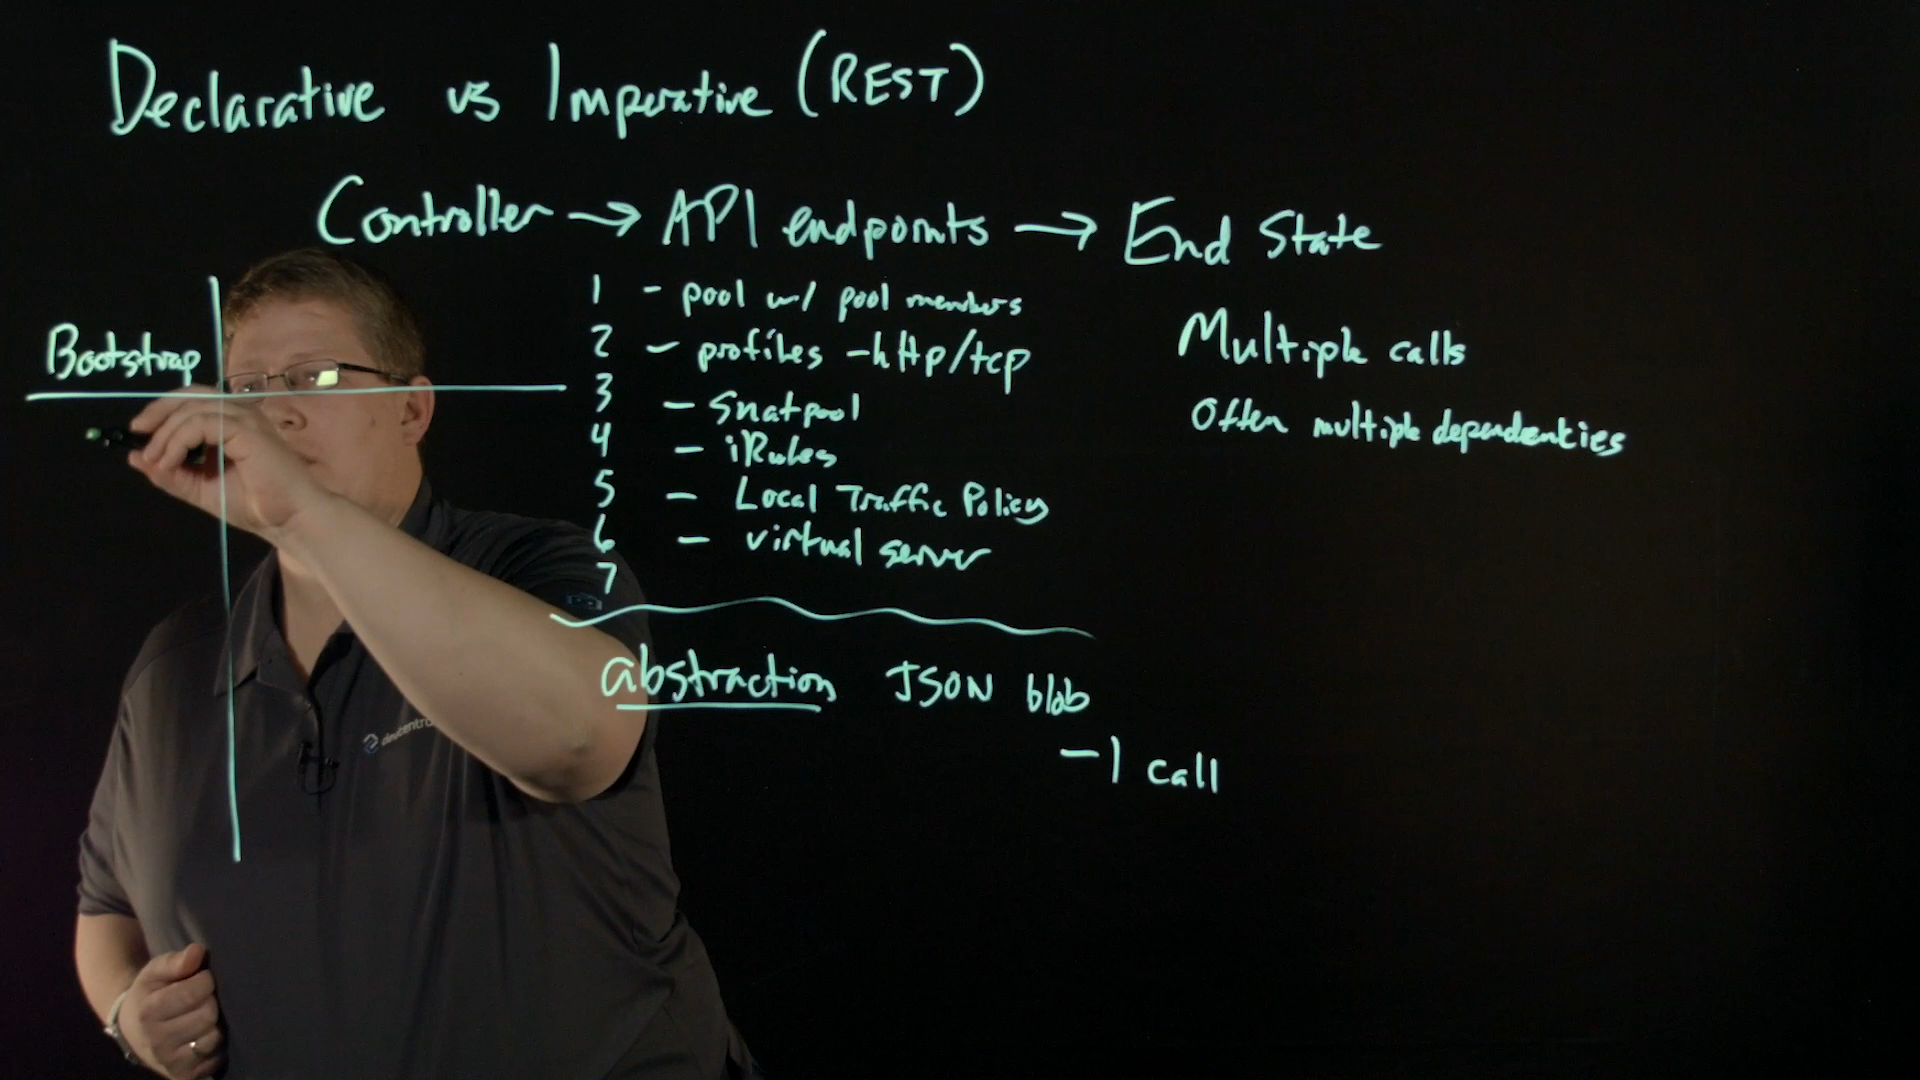 Declarative vs Imperative (REST)
Controller → API endpoints → End State
Bootstrap
1 - pool w/ pool members
2 - profiles - http/tcp
3 - Snatpool
4 - iRules
5 - Local Traffic Policy
6 - virtual server
7
Multiple calls
Often multiple dependencies
abstraction JSON blob
- 1 call